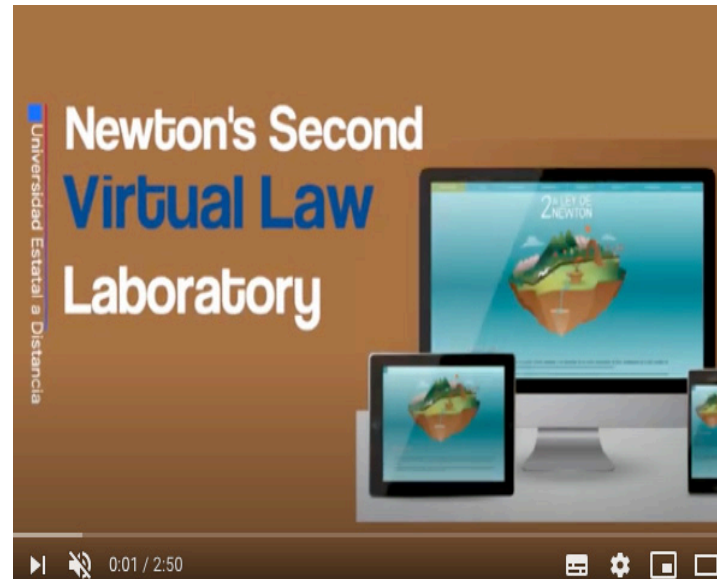 Universidad Estatal a Distancia
Newton's Second
Virtual Law
Laboratory
2ª LEY DE
NEWTON
0:01 / 2:50